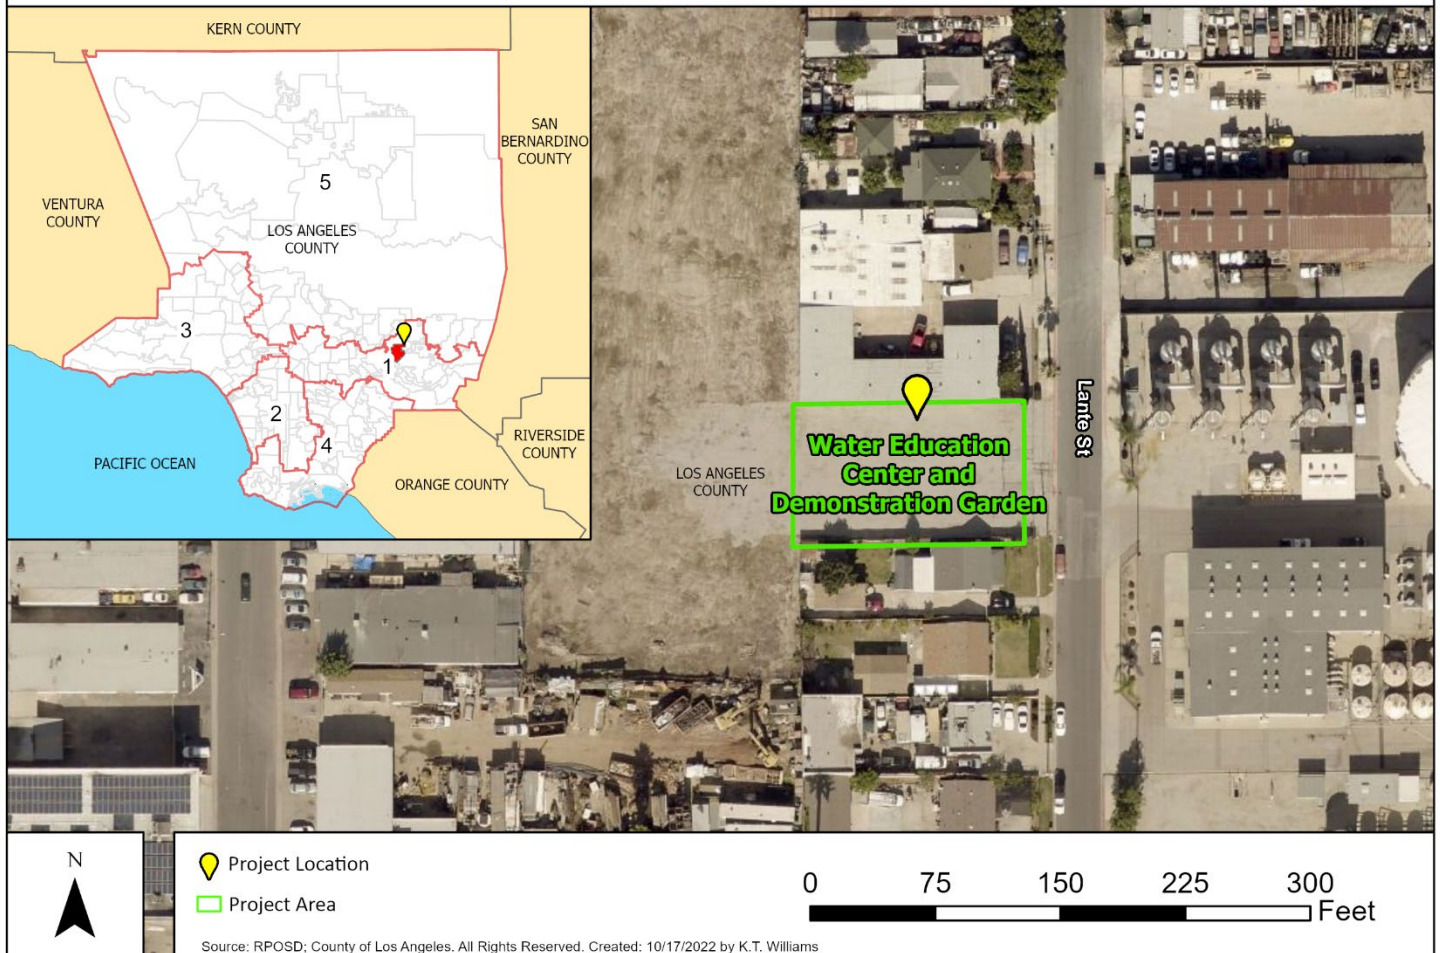 KERN COUNTY
SAN
BERNARDINO
COUNTY
5
VENTURA
COUNTY
LOS ANGELES
COUNTY
3
1
2
4
PACIFIC OCEAN
RIVERSIDE
COUNTY
ORANGE COUNTY
Lante St
LOS ANGELES
COUNTY
Water Education
Center and
Demonstration Garden
N
Project Location
Project Area
0 75 150 225 300
Feet
Source: RPOSD; County of Los Angeles. All Rights Reserved. Created: 10/17/2022 by K.T. Williams